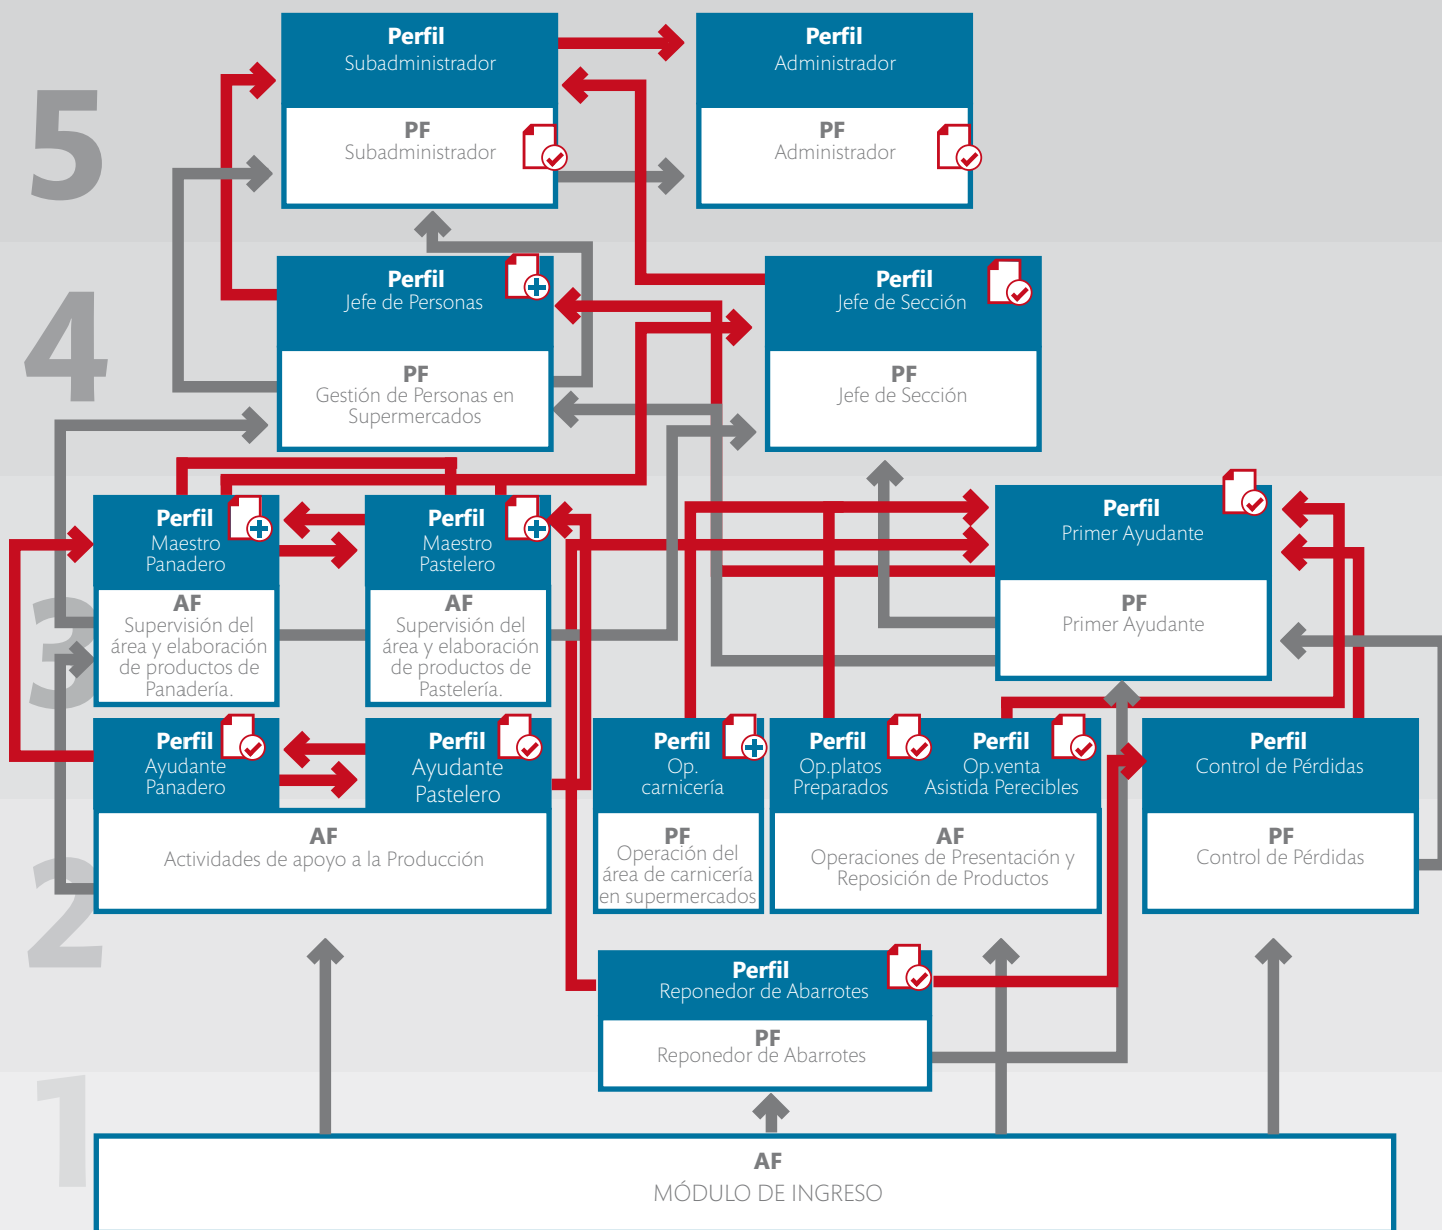 5
Perfil
Subadministrador
PF
Subadministrador
Perfil
Administrador
PF
Administrador
4
Perfil
Jefe de Personas
PF
Gestión de Personas en
Supermercados
Perfil
Jefe de Sección
PF
Jefe de Sección
3
Perfil
Maestro
Panadero
AF
Supervisión del
área y elaboración
de productos de
Panadería.
Perfil
Maestro
Pastelero
AF
Supervisión del
área y elaboración
de productos de
Pastelería.
Perfil
Primer Ayudante
PF
Primer Ayudante
2
Perfil
Ayudante
Panadero
Perfil
Ayudante
Pastelero
AF
Actividades de apoyo a la Producción
Perfil
Op.
carnicería
PF
Operación del
área de carnicería
en supermercados
Perfil
Op.platos
Preparados
Perfil
Op.venta
Asistida Perecibles
AF
Operaciones de Presentación y
Reposición de Productos
Perfil
Control de Pérdidas
PF
Control de Pérdidas
Perfil
Reponedor de Abarrotes
PF
Reponedor de Abarrotes
1
AF
MÓDULO DE INGRESO